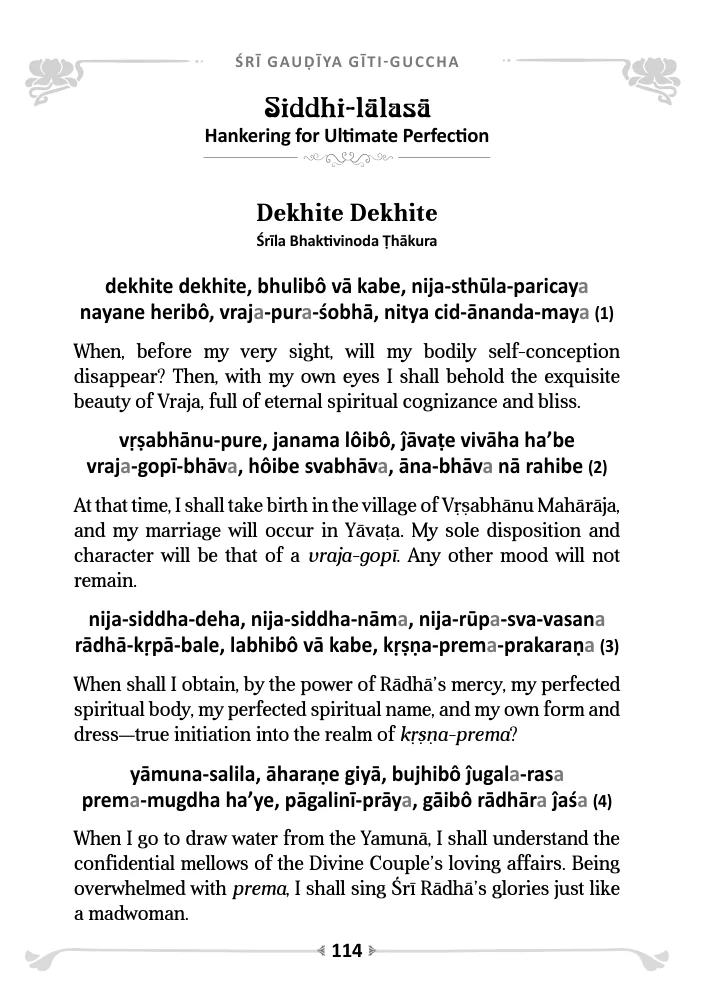 ŚRĪ GAUḌĪYA GĪTI-GUCCHA
Siddhi-lālasā
Hankering for Ultimate Perfection
Dekhite Dekhite
Śrīla Bhaktivinoda Ṭhākura
dekhite dekhite, bhulibô vā kabe, nija-sthūla-paricaya
nayane heribô, vraja-pura-śobhā, nitya cid-ānanda-maya (1)
When, before my very sight, will my bodily self-conception
disappear? Then, with my own eyes I shall behold the exquisite
beauty of Vraja, full of eternal spiritual cognizance and bliss.
vṛṣabhānu-pure, janama lôibô, ĵāvaṭe vivāha ha’be
vraja-gopī-bhāva, hôibe svabhāva, āna-bhāva nā rahibe (2)
At that time, I shall take birth in the village of Vṛṣabhānu Mahārāja,
and my marriage will occur in Yāvaṭa. My sole disposition and
character will be that of a vraja-gopī. Any other mood will not
remain.
nija-siddha-deha, nija-siddha-nāma, nija-rūpa-sva-vasana
rādhā-kṛpā-bale, labhibô vā kabe, kṛṣṇa-prema-prakaraṇa (3)
When shall I obtain, by the power of Rādhā’s mercy, my perfected
spiritual body, my perfected spiritual name, and my own form and
dress—true initiation into the realm of kṛṣṇa-prema?
yāmuna-salila, āharaṇe giyā, bujhibô ĵugala-rasa
prema-mugdha ha’ye, pāgalinī-prāya, gāibô rādhāra ĵaśa (4)
When I go to draw water from the Yamunā, I shall understand the
confidential mellows of the Divine Couple’s loving affairs. Being
overwhelmed with prema, I shall sing Śrī Rādhā’s glories just like
a madwoman.
114